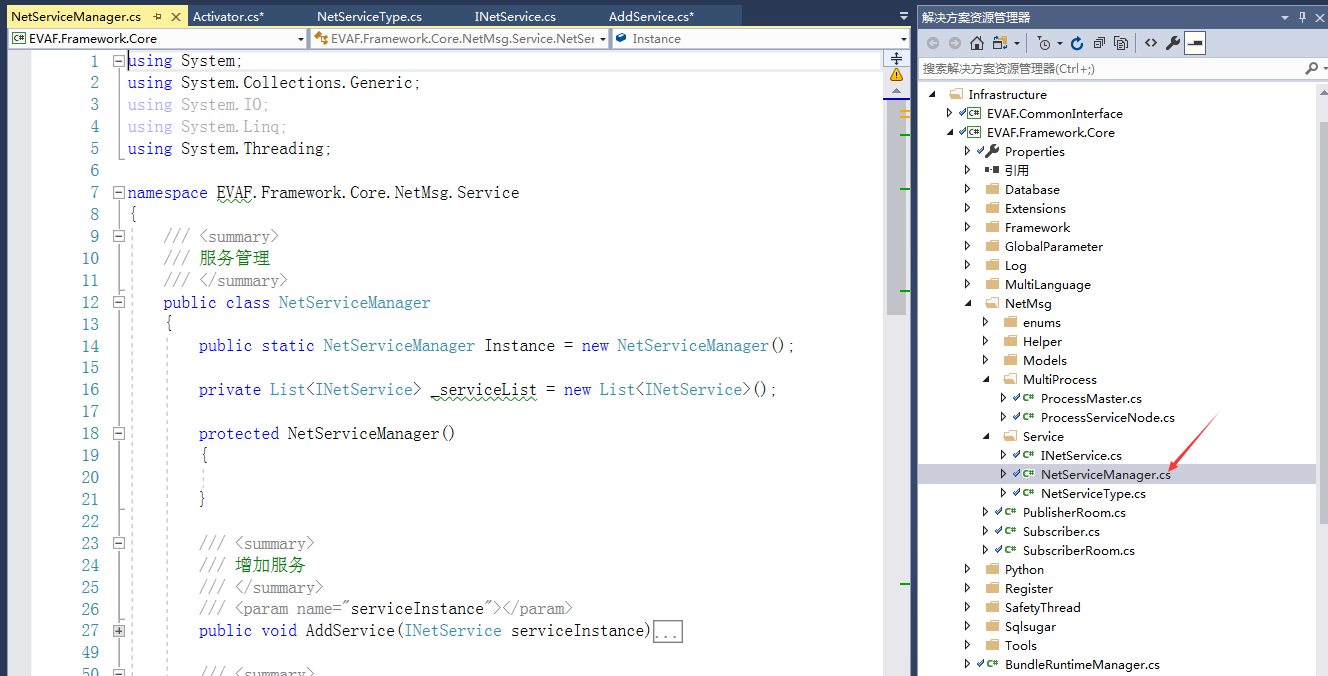 NetServiceManager.cs
Activator.cs*
NetServiceType.cs
INetService.cs
AddService.cs*
EVAF.Framework.Core
EVAF.Framework.Core.NetMsg.Service.NetSer
Instance
1 using System;
2 using System.Collections.Generic;
3 using System.IO;
4 using System.Linq;
5 using System.Threading;
6
7 namespace EVAF.Framework.Core.NetMsg.Service
8 {
9 /// <summary>
10 /// 服务管理
11 /// </summary>
12 public class NetServiceManager
13 {
14 public static NetServiceManager Instance = new NetServiceManager();
15
16 private List<INetService> _serviceList = new List<INetService>();
17
18 protected NetServiceManager()
19 {
20
21 }
22
23 /// <summary>
24 /// 增加服务
25 /// </summary>
26 /// <param name="serviceInstance"></param>
27 public void AddService(INetService serviceInstance)...
49
50 /// <summary>
解决方案资源管理器
搜索解决方案资源管理器(Ctrl+;)
Infrastructure
C# EVAF.CommonInterface
C# EVAF.Framework.Core
Properties
引用
Database
Extensions
Framework
GlobalParameter
Log
MultiLanguage
NetMsg
enums
Helper
Models
MultiProcess
C# ProcessMaster.cs
C# ProcessServiceNode.cs
Service
C# INetService.cs
C# NetServiceManager.cs
C# NetServiceType.cs
C# PublisherRoom.cs
C# Subscriber.cs
C# SubscriberRoom.cs
Python
Register
SafetyThread
Sqlsugar
Tools
C# BundleRuntimeManager.cs